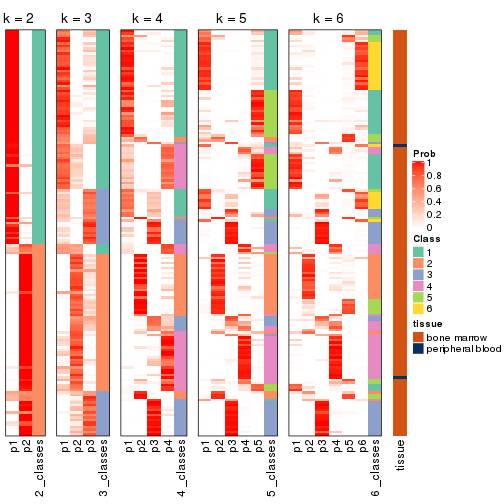 k = 2
k = 3
k = 4
k = 5
k = 6
Prob
1
0.8
0.6
0.4
0.2
0
Class
1
2
3
4
5
6
tissue
bone marrow
peripheral blood
p1
p2
2_classes
p1
p2
p3
3_classes
p1
p2
p3
p4
4_classes
p1
p2
p3
p4
p5
5_classes
p1
p2
p3
p4
p5
p6
6_classes
tissue